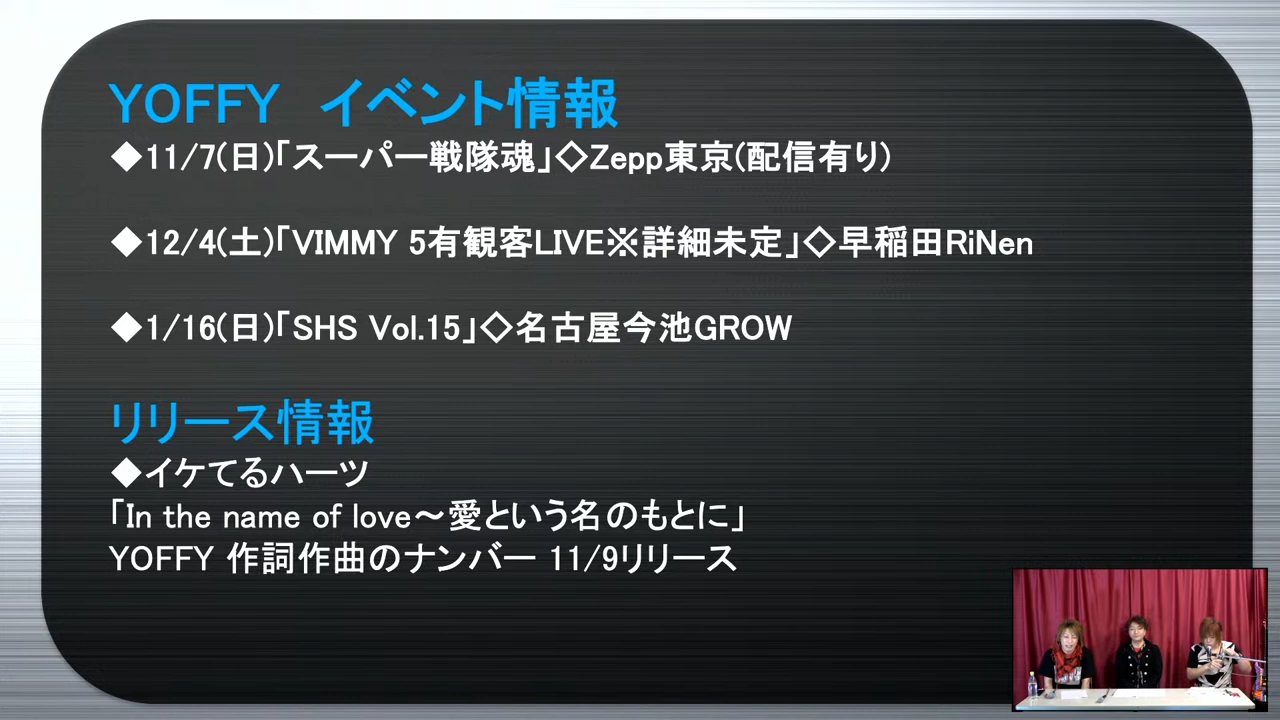 YOFFY　イベント情報
◆11/7(日)「スーパー戦隊魂」◇Zepp東京(配信有り)
◆12/4(土)「VIMMY 5有観客LIVE※詳細未定」◇早稲田RiNen
◆1/16(日)「SHS Vol.15」◇名古屋今池GROW
リリース情報
◆イケてるハーツ
「In the name of love～愛という名のもとに」
YOFFY 作詞作曲のナンバー 11/9リリース